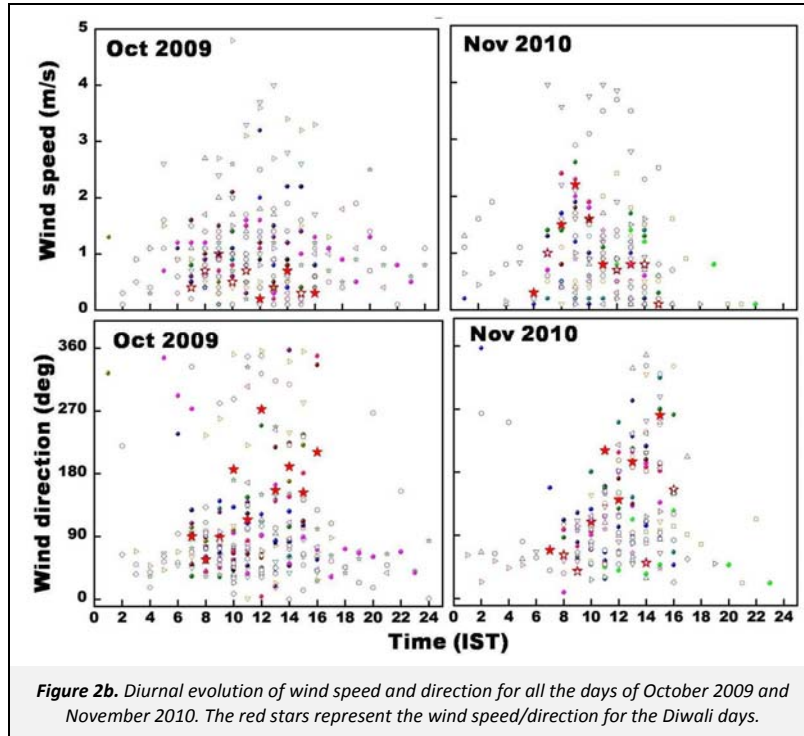 Oct 2009
Nov 2010
Wind speed (m/s)
5
4
3
2
1
0
Oct 2009
Nov 2010
Wind direction (deg)
360
270
180
90
0
0 2 4 6 8 10 12 14 16 18 20 22 24
0 2 4 6 8 10 12 14 16 18 20 22 24
Time (IST)
Figure 2b. Diurnal evolution of wind speed and direction for all the days of October 2009 and
November 2010. The red stars represent the wind speed/direction for the Diwali days.